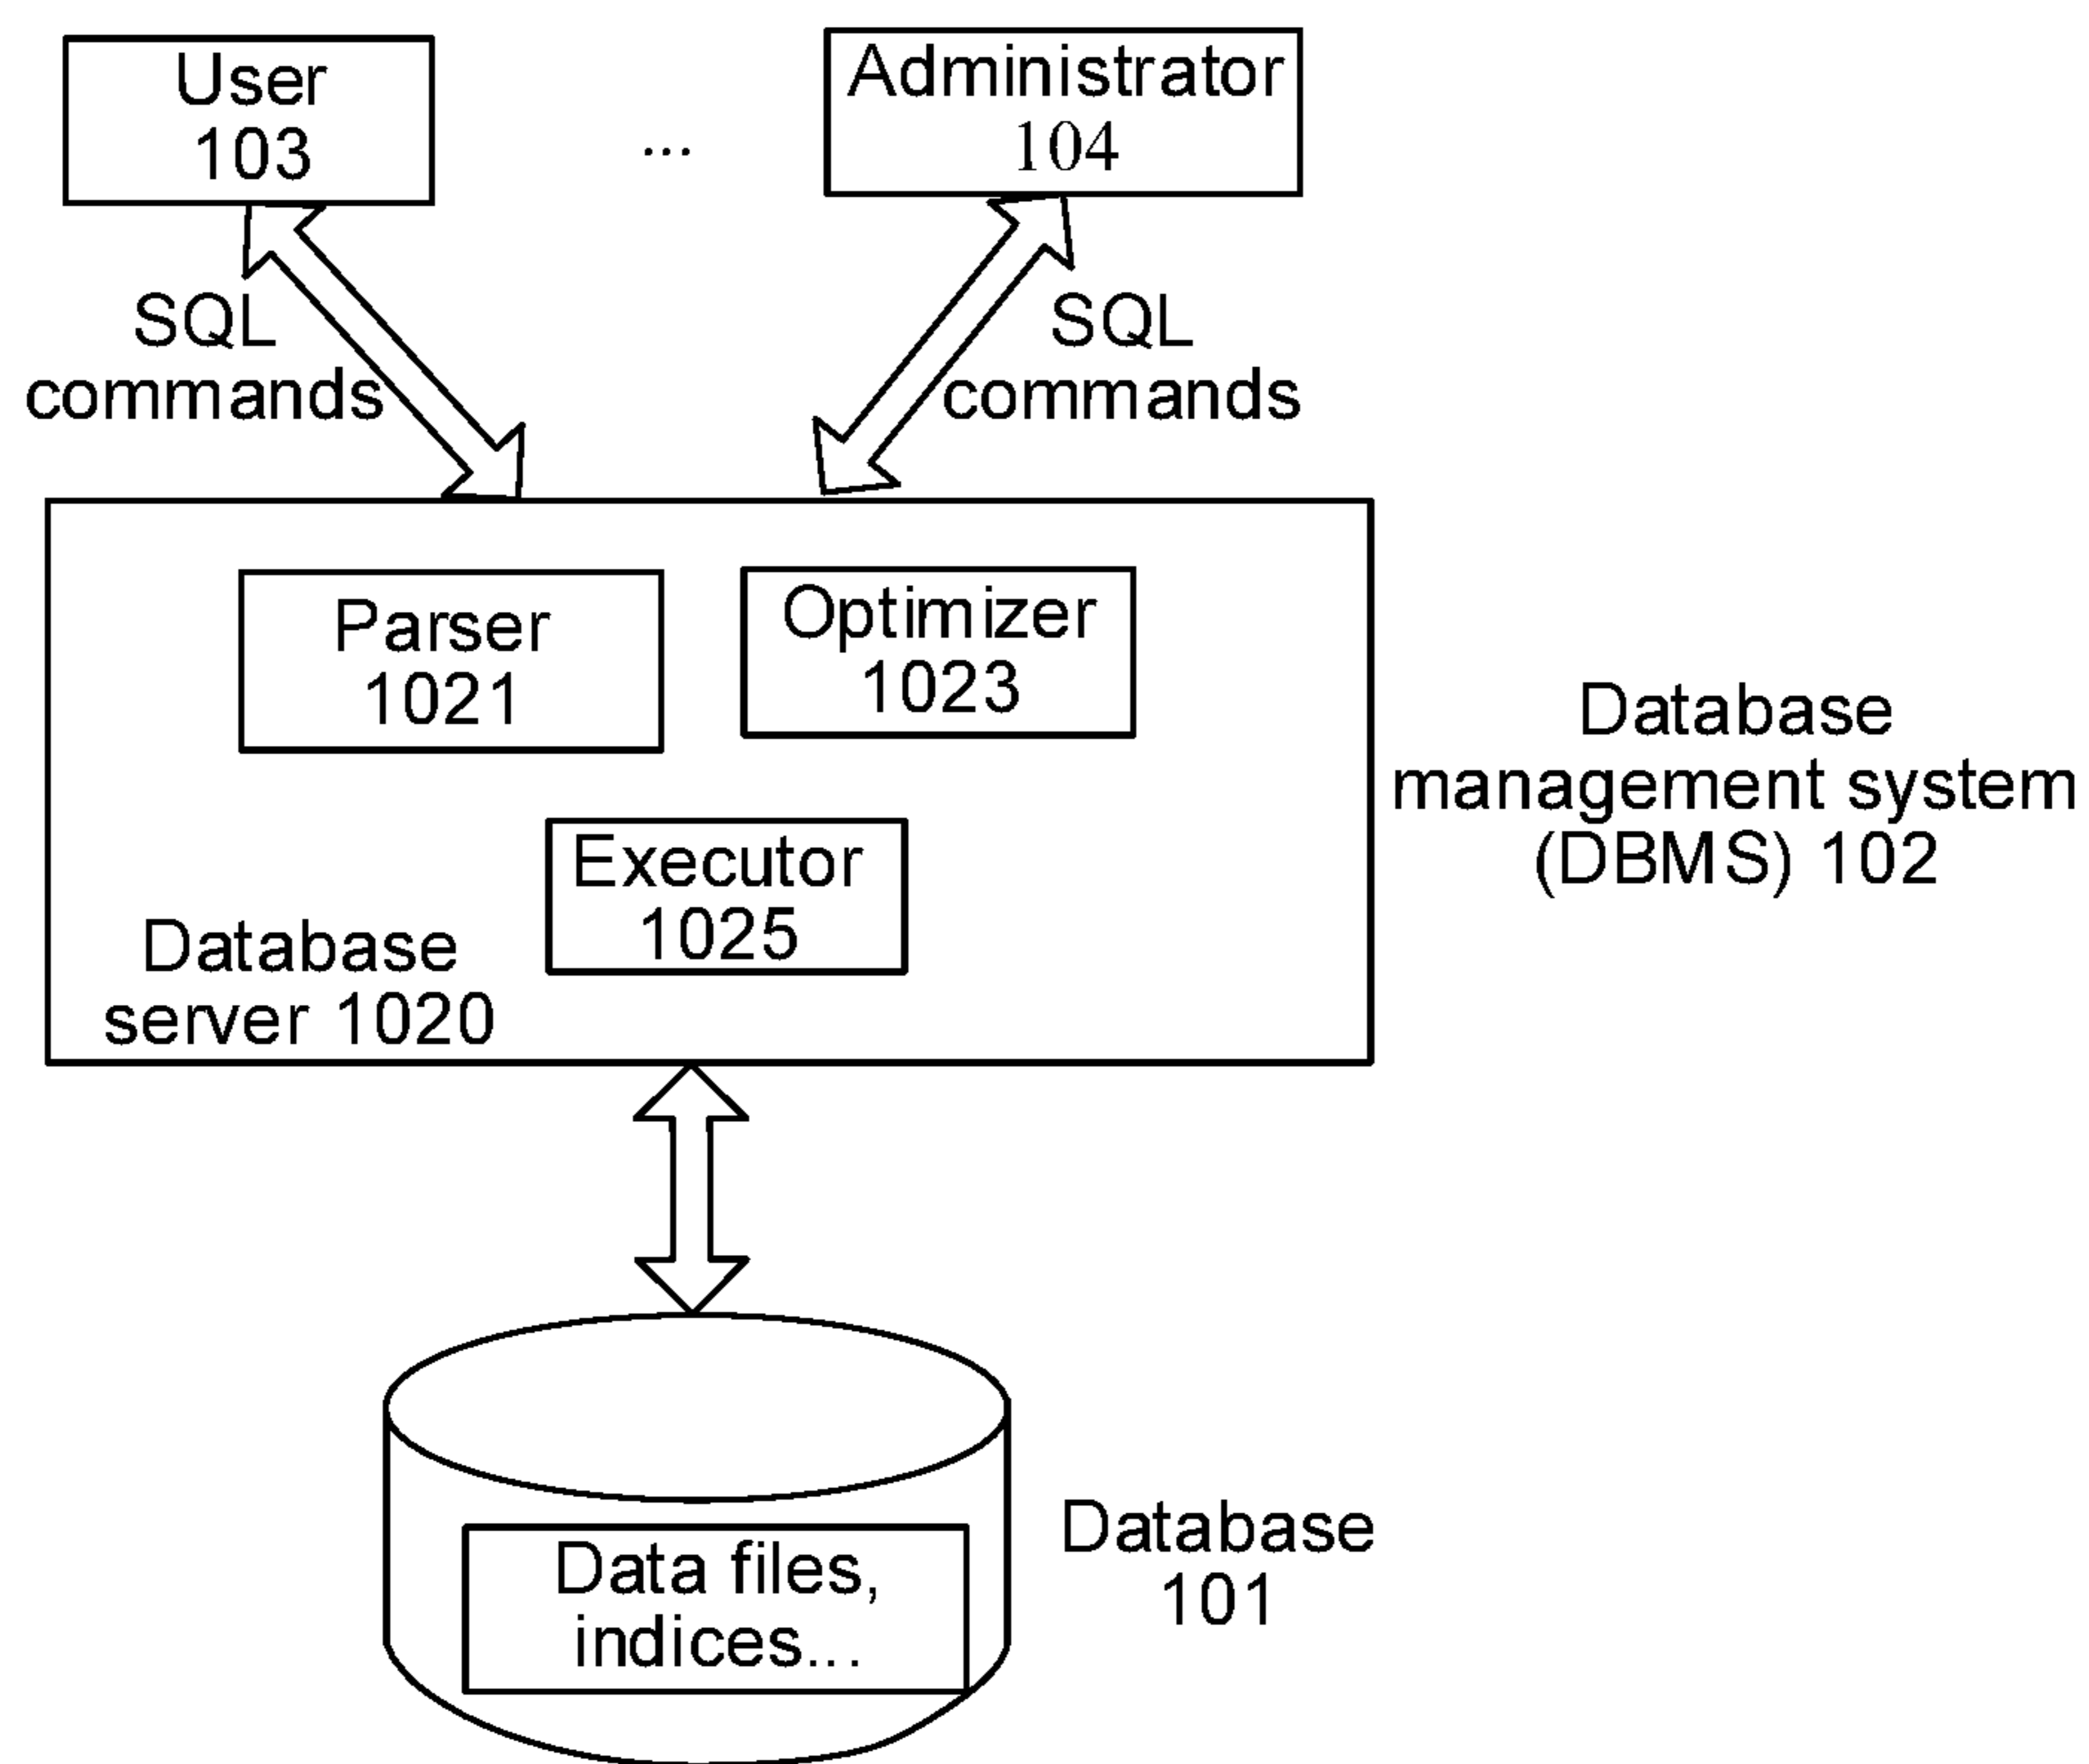 User
103
...
Administrator
104
SQL
commands
SQL
commands
Parser
1021
Optimizer
1023
Executor
1025
Database
server 1020
Database
management system
(DBMS) 102
Data files,
indices...
Database
101